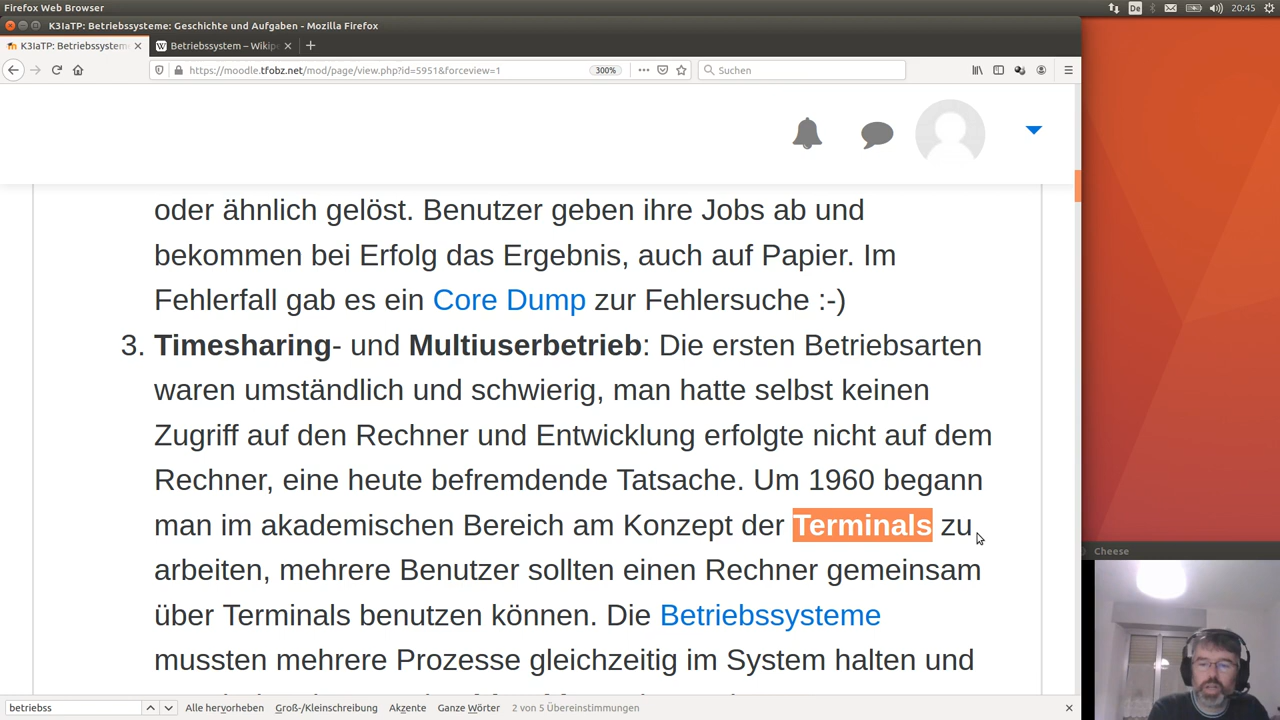 Firefox Web Browser
De
20:45
K3IaTP: Betriebssysteme: Geschichte und Aufgaben - Mozilla Firefox
K3IaTP: Betriebssysteme
Betriebssystem – Wikip
https://moodle.tfobz.net/mod/page/view.php?id=5951&forceview=1
300%
Suchen
oder ähnlich gelöst. Benutzer geben ihre Jobs ab und
bekommen bei Erfolg das Ergebnis, auch auf Papier. Im
Fehlerfall gab es ein Core Dump zur Fehlersuche :-)
3. Timesharing- und Multiuserbetrieb: Die ersten Betriebsarten
waren umständlich und schwierig, man hatte selbst keinen
Zugriff auf den Rechner und Entwicklung erfolgte nicht auf dem
Rechner, eine heute befremdende Tatsache. Um 1960 begann
man im akademischen Bereich am Konzept der Terminals zu
arbeiten, mehrere Benutzer sollten einen Rechner gemeinsam
über Terminals benutzen können. Die Betriebssysteme
mussten mehrere Prozesse gleichzeitig im System halten und
Cheese
betriebss
Alle hervorheben
Groß-/Kleinschreibung
Akzente
Ganze Wörter
2 von 5 Übereinstimmungen